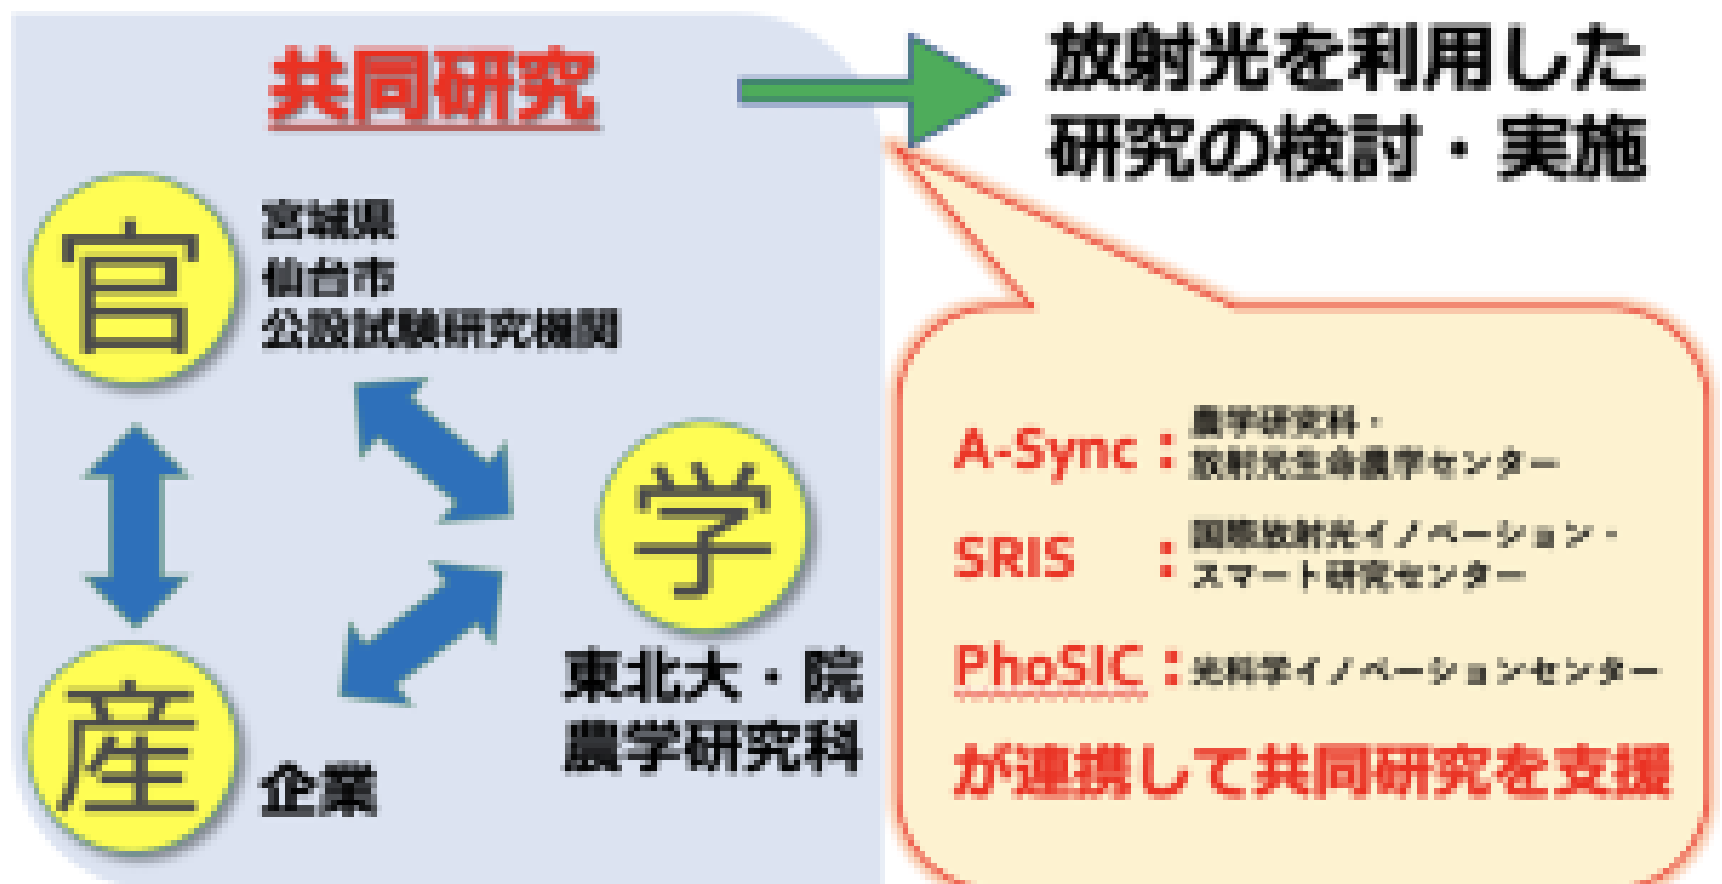 共同研究
放射光を利用した
研究の検討・実施
官
宮城県
仙台市
公設試験研究機関
学
東北大・院
農学研究科
産
企業
A-Sync：農学研究科・
放射光生命農学センター
SRIS ：国際放射光イノベーション・
スマート研究センター
PhoSIC：光科学イノベーションセンター
が連携して共同研究を支援